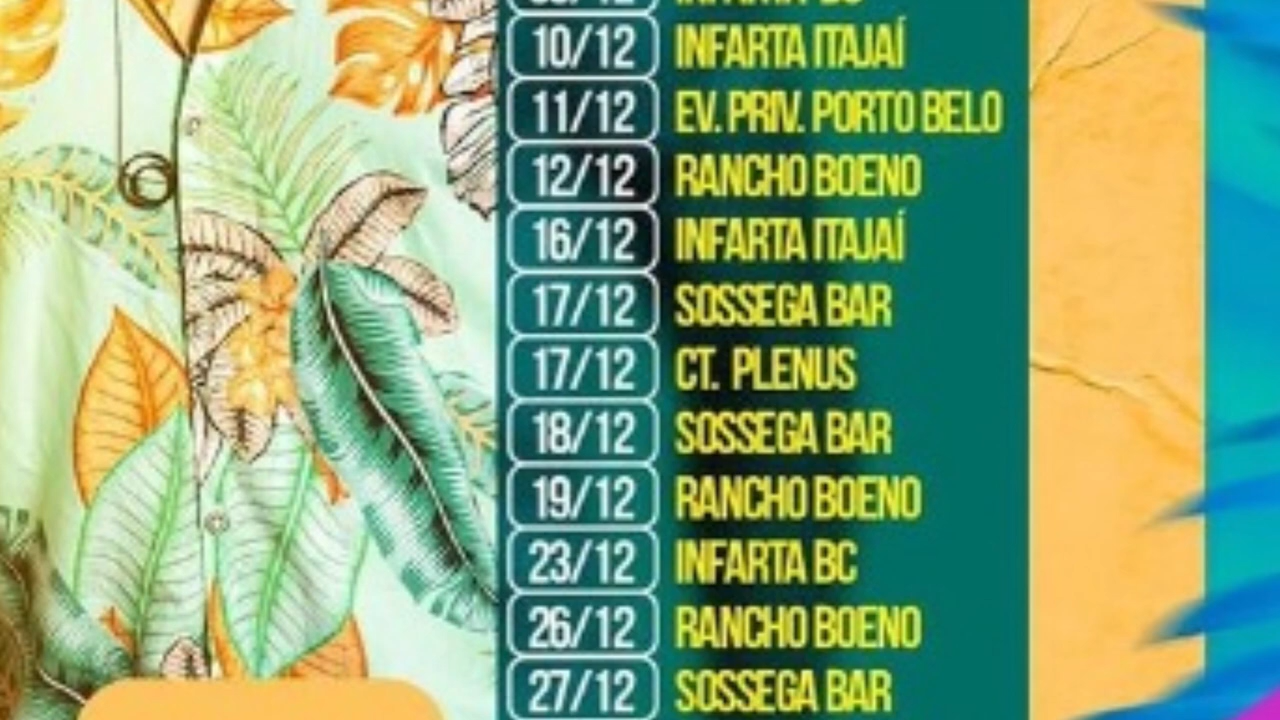 10/12 INFARTA ITAJAÍ
11/12 EV. PRIV. PORTO BELO
12/12 RANCHO BOENO
16/12 INFARTA ITAJAÍ
17/12 SOSSEGA BAR
17/12 CT. PLENUS
18/12 SOSSEGA BAR
19/12 RANCHO BOENO
23/12 INFARTA BC
26/12 RANCHO BOENO
27/12 SOSSEGA BAR